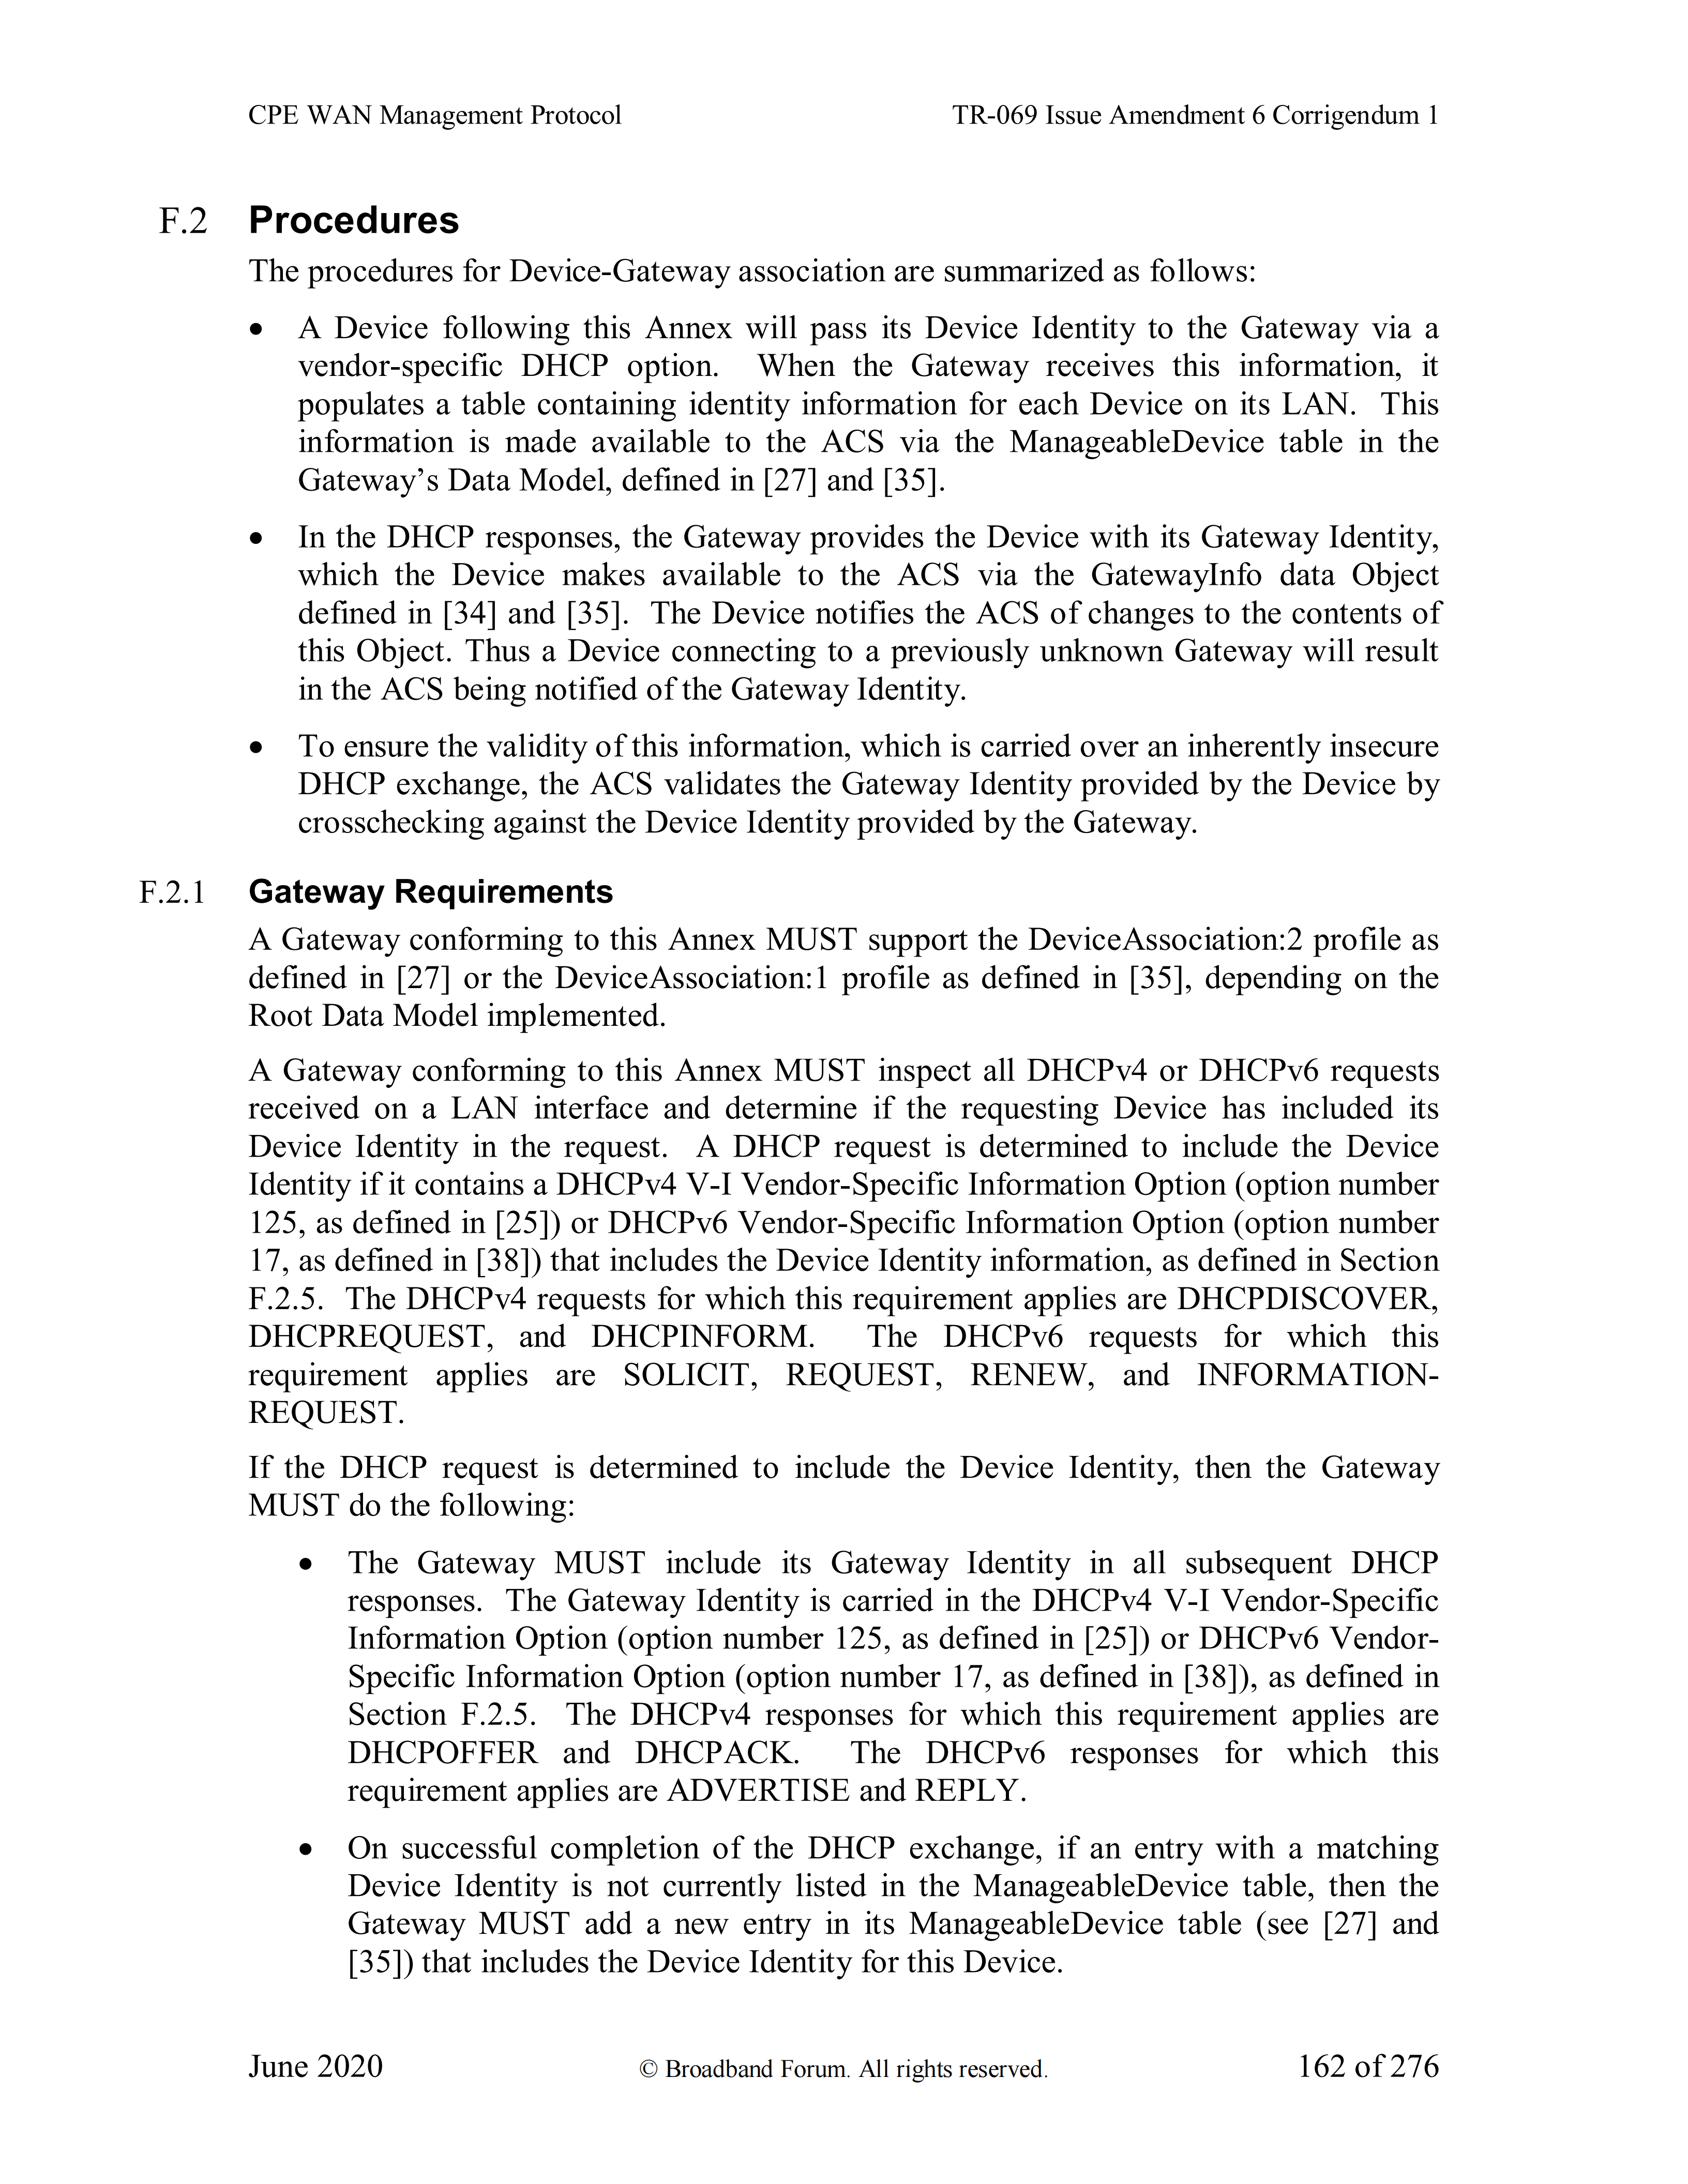 CPE WAN Management Protocol TR-069 Issue Amendment 6 Corrigendum 1
F.2 Procedures
The procedures for Device-Gateway association are summarized as follows:
• A Device following this Annex will pass its Device Identity to the Gateway via a
vendor-specific DHCP option. When the Gateway receives this information, it
populates a table containing identity information for each Device on its LAN. This
information is made available to the ACS via the ManageableDevice table in the
Gateway’s Data Model, defined in [27] and [35].
• In the DHCP responses, the Gateway provides the Device with its Gateway Identity,
which the Device makes available to the ACS via the GatewayInfo data Object
defined in [34] and [35]. The Device notifies the ACS of changes to the contents of
this Object. Thus a Device connecting to a previously unknown Gateway will result
in the ACS being notified of the Gateway Identity.
• To ensure the validity of this information, which is carried over an inherently insecure
DHCP exchange, the ACS validates the Gateway Identity provided by the Device by
crosschecking against the Device Identity provided by the Gateway.
F.2.1 Gateway Requirements
A Gateway conforming to this Annex MUST support the DeviceAssociation:2 profile as
defined in [27] or the DeviceAssociation:1 profile as defined in [35], depending on the
Root Data Model implemented.
A Gateway conforming to this Annex MUST inspect all DHCPv4 or DHCPv6 requests
received on a LAN interface and determine if the requesting Device has included its
Device Identity in the request. A DHCP request is determined to include the Device
Identity if it contains a DHCPv4 V-I Vendor-Specific Information Option (option number
125, as defined in [25]) or DHCPv6 Vendor-Specific Information Option (option number
17, as defined in [38]) that includes the Device Identity information, as defined in Section
F.2.5. The DHCPv4 requests for which this requirement applies are DHCPDISCOVER,
DHCPREQUEST, and DHCPINFORM. The DHCPv6 requests for which this
requirement applies are SOLICIT, REQUEST, RENEW, and INFORMATION-
REQUEST.
If the DHCP request is determined to include the Device Identity, then the Gateway
MUST do the following:
• The Gateway MUST include its Gateway Identity in all subsequent DHCP
responses. The Gateway Identity is carried in the DHCPv4 V-I Vendor-Specific
Information Option (option number 125, as defined in [25]) or DHCPv6 Vendor-
Specific Information Option (option number 17, as defined in [38]), as defined in
Section F.2.5. The DHCPv4 responses for which this requirement applies are
DHCPOFFER and DHCPACK. The DHCPv6 responses for which this
requirement applies are ADVERTISE and REPLY.
• On successful completion of the DHCP exchange, if an entry with a matching
Device Identity is not currently listed in the ManageableDevice table, then the
Gateway MUST add a new entry in its ManageableDevice table (see [27] and
[35]) that includes the Device Identity for this Device.
June 2020 © Broadband Forum. All rights reserved. 162 of 276